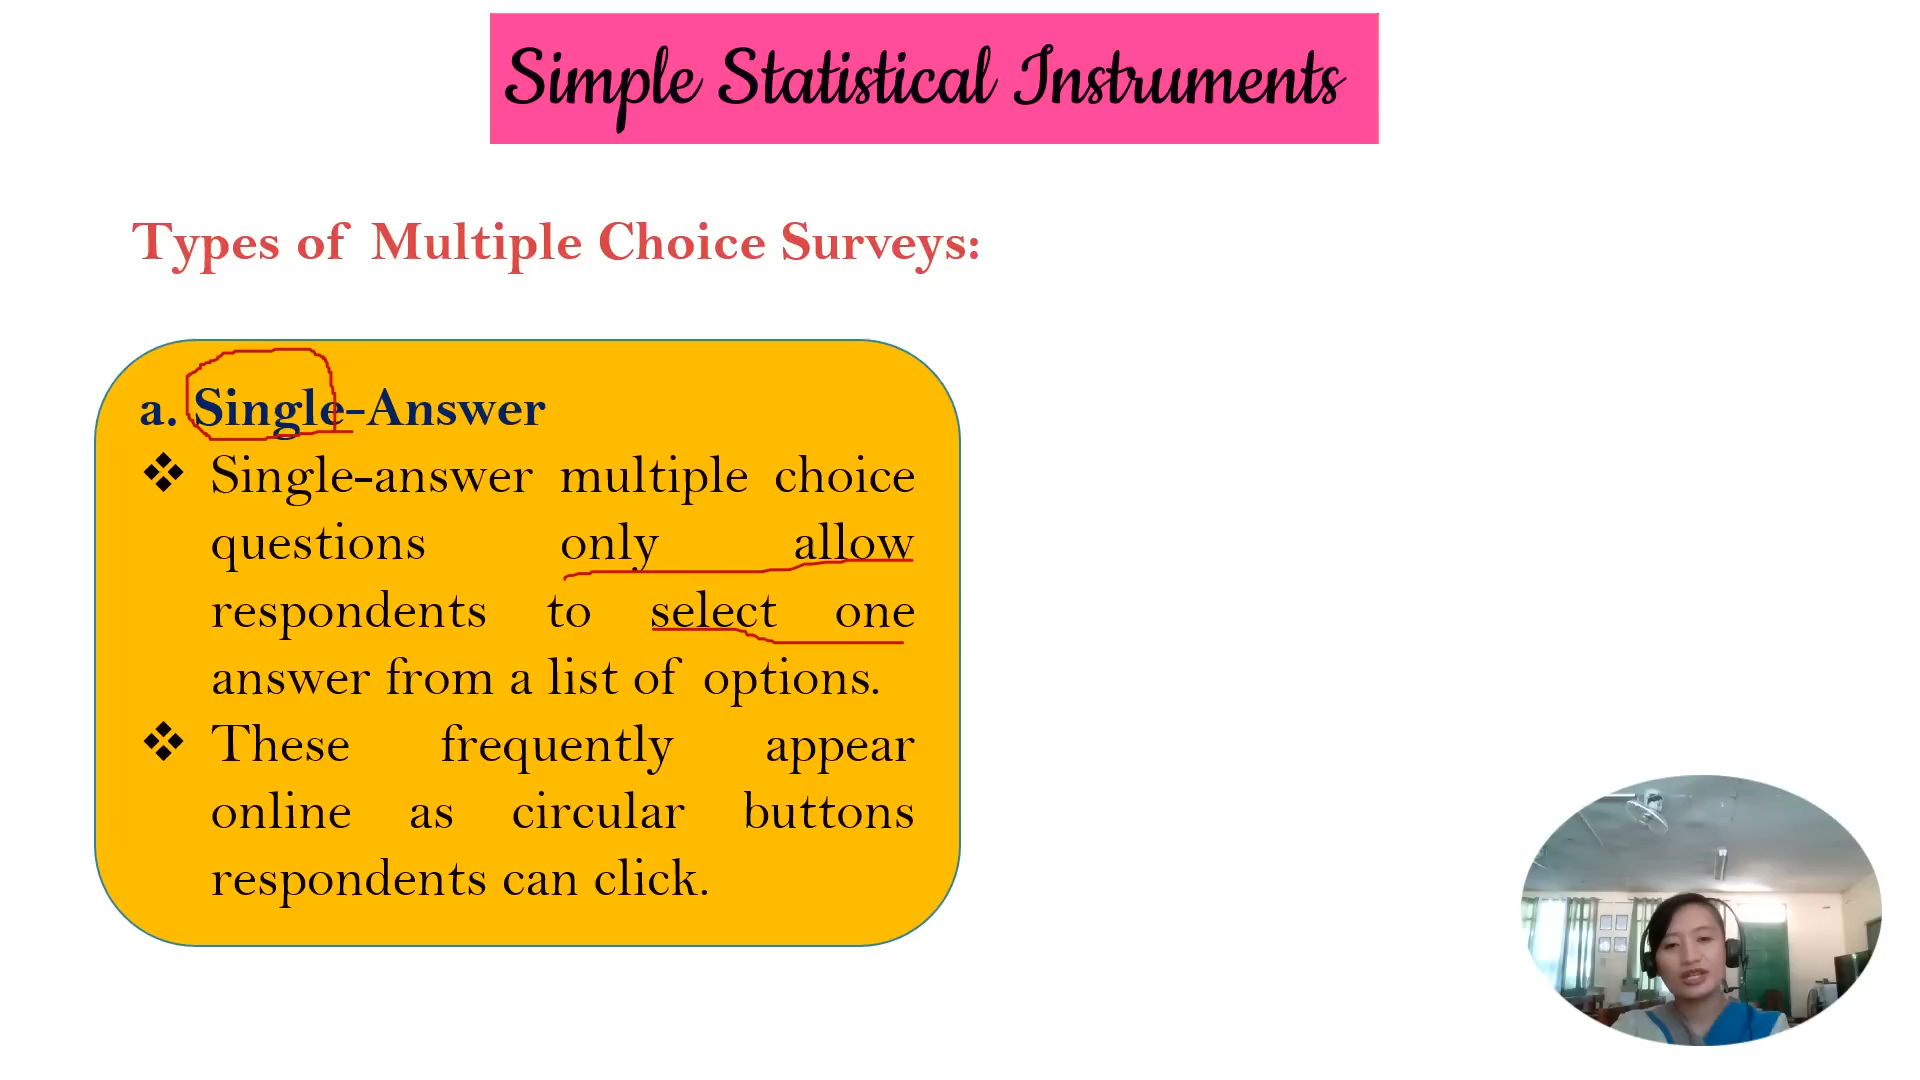 Simple Statistical Instruments
Types of Multiple Choice Surveys:
a. Single-Answer
❖ Single-answer multiple choice
questions only allow
respondents to select one
answer from a list of options.
❖ These frequently appear
online as circular buttons
respondents can click.